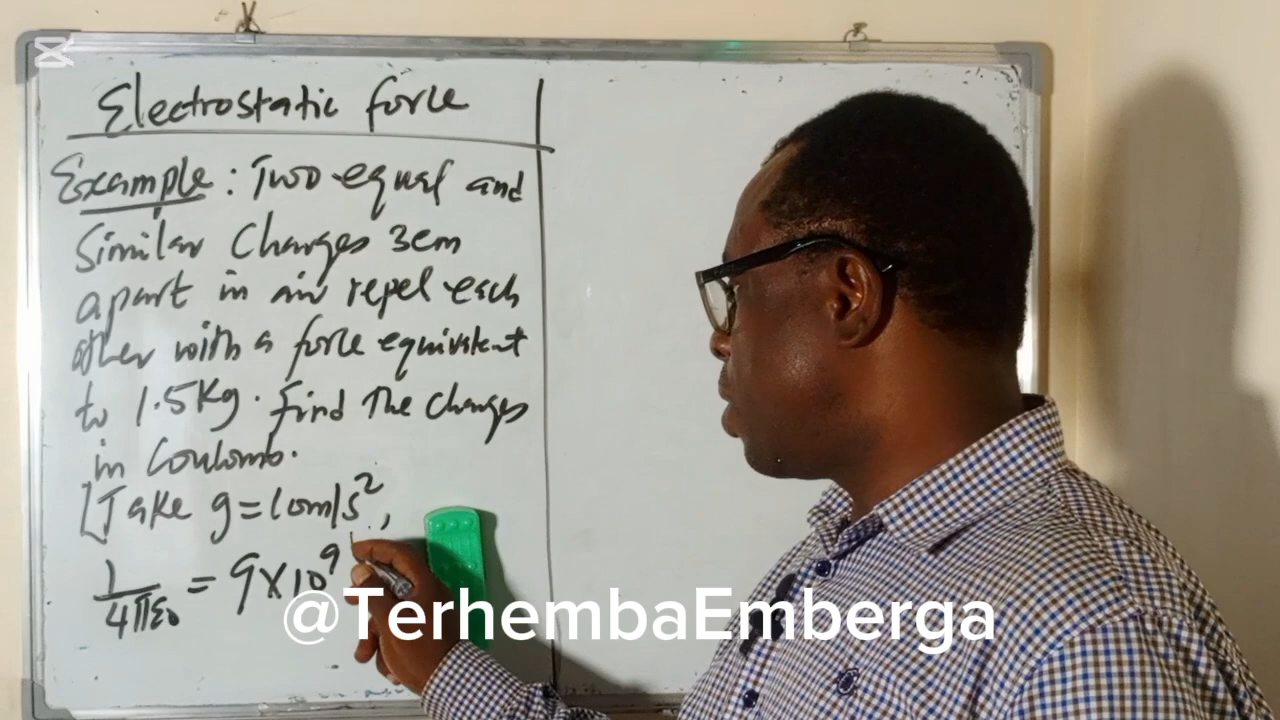 Electrostatic force
Example: Two equal and
Similar Charges 3cm
apart in air repel each
other with a force equivalent
to 1.5Kg. Find The Charges
in Coulomb.
[Take g=10m/s²,
1/4πε₀ = 9×10⁹
@TerhembaEmberga